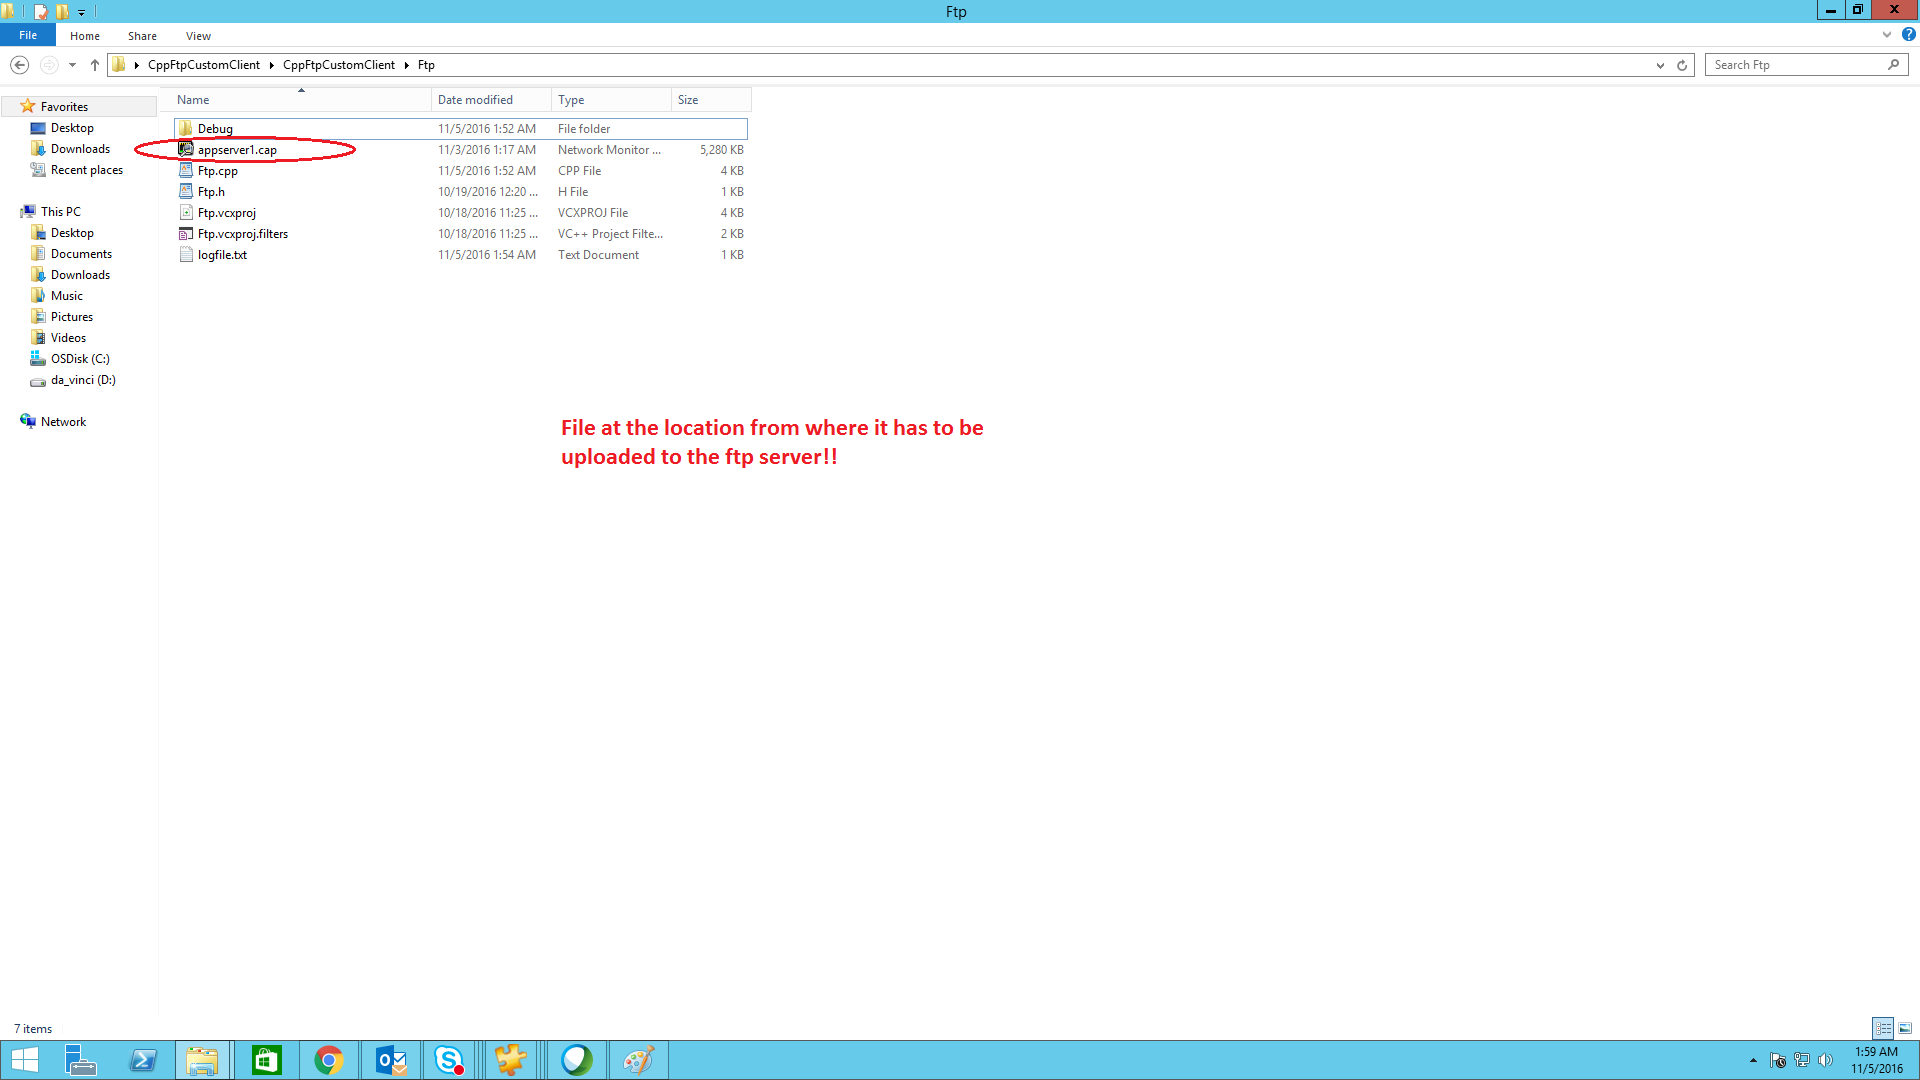 Ftp
File Home Share View
CppFtpCustomClient CppFtpCustomClient Ftp
Search Ftp
Name Date modified Type Size
Favorites
Desktop
Downloads
Recent places
This PC
Desktop
Documents
Downloads
Music
Pictures
Videos
OSDisk (C:)
da_vinci (D:)
Network
Debug 11/5/2016 1:52 AM File folder
appserver1.cap 11/3/2016 1:17 AM Network Monitor ... 5,280 KB
Ftp.cpp 11/5/2016 1:52 AM CPP File 4 KB
Ftp.h 10/19/2016 12:20 ... H File 1 KB
Ftp.vcxproj 10/18/2016 11:25 ... VCXPROJ File 4 KB
Ftp.vcxproj.filters 10/18/2016 11:25 ... VC++ Project Filte... 2 KB
logfile.txt 11/5/2016 1:54 AM Text Document 1 KB
File at the location from where it has to be
uploaded to the ftp server!!
7 items
1:59 AM
11/5/2016